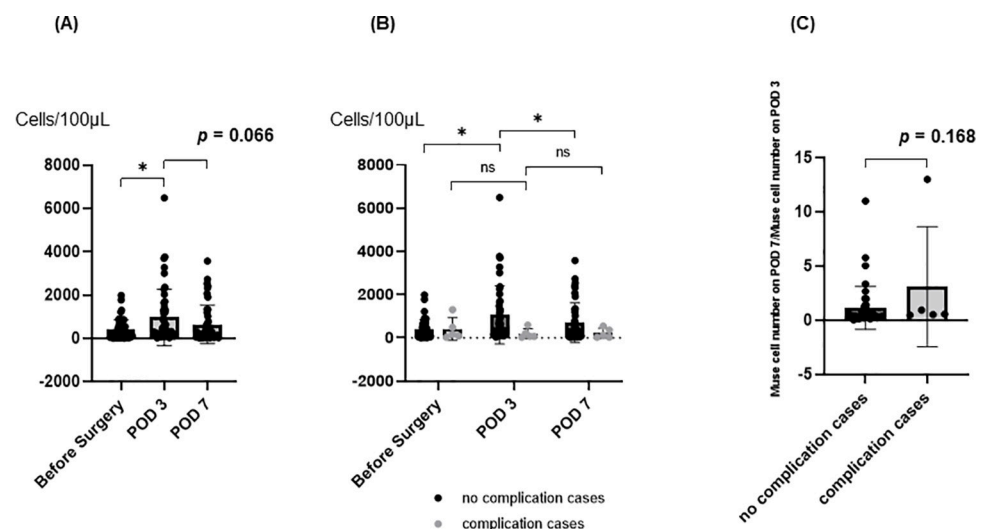 (A)
Cells/100µL
p = 0.066
*
8000
6000
4000
2000
0
-2000
Before Surgery
POD 3
POD 7
(B)
Cells/100µL
*
*
ns
ns
8000
6000
4000
2000
0
-2000
Before Surgery
POD 3
POD 7
no complication cases
complication cases
(C)
Muse cell number on POD 7/Muse cell number on POD 3
p = 0.168
15
10
5
0
-5
no complication cases
complication cases